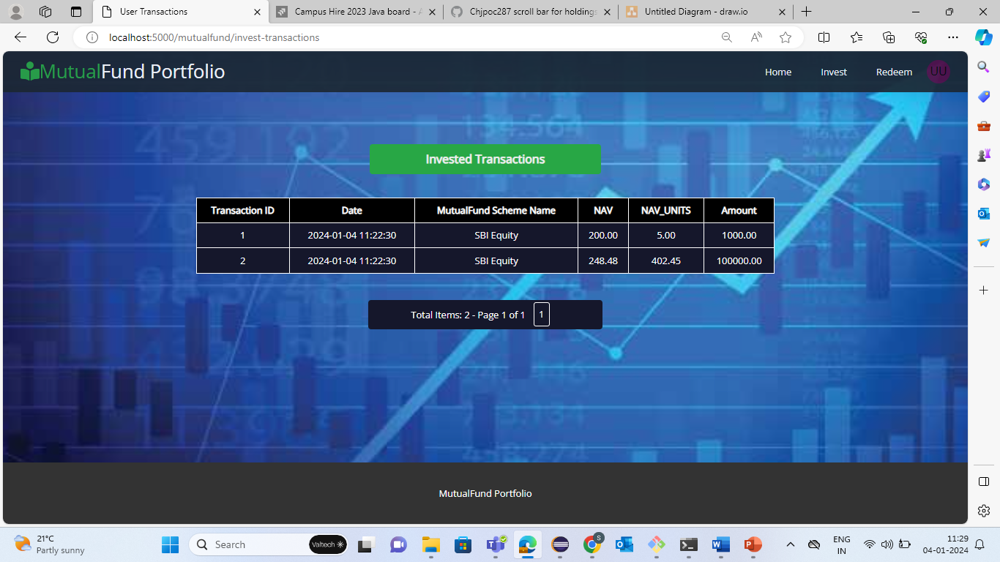 User Transactions
Campus Hire 2023 Java board - A
Chjpoc287 scroll bar for holdings
Untitled Diagram - draw.io
localhost:5000/mutualfund/invest-transactions
MutualFund Portfolio
Home Invest Redeem UU
459.192
134.564
Invested Transactions
Transaction ID Date MutualFund Scheme Name NAV NAV_UNITS Amount
1 2024-01-04 11:22:30 SBI Equity 200.00 5.00 1000.00
2 2024-01-04 11:22:30 SBI Equity 248.48 402.45 100000.00
Total Items: 2 - Page 1 of 1 1
MutualFund Portfolio
21°C
Partly sunny
Search
Valtech
S
ENG
IN
11:29
04-01-2024